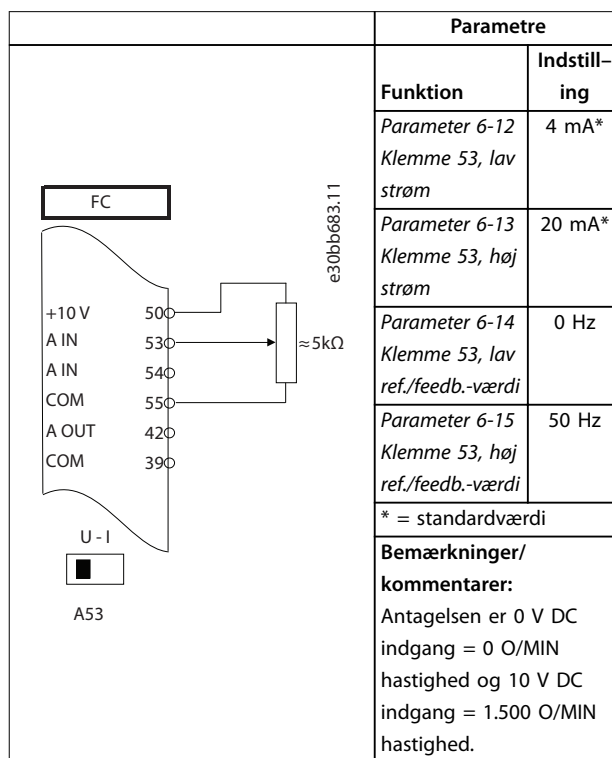 FC
+10 V 50
A IN 53
A IN 54
COM 55
A OUT 42
COM 39
≈5kΩ
U - I
A53
e30bb683.11
Parametre
Funktion Indstill–
ing
Parameter 6-12 4 mA*
Klemme 53, lav
strøm
Parameter 6-13 20 mA*
Klemme 53, høj
strøm
Parameter 6-14 0 Hz
Klemme 53, lav
ref./feedb.-værdi
Parameter 6-15 50 Hz
Klemme 53, høj
ref./feedb.-værdi
* = standardværdi
Bemærkninger/
kommentarer:
Antagelsen er 0 V DC
indgang = 0 O/MIN
hastighed og 10 V DC
indgang = 1.500 O/MIN
hastighed.